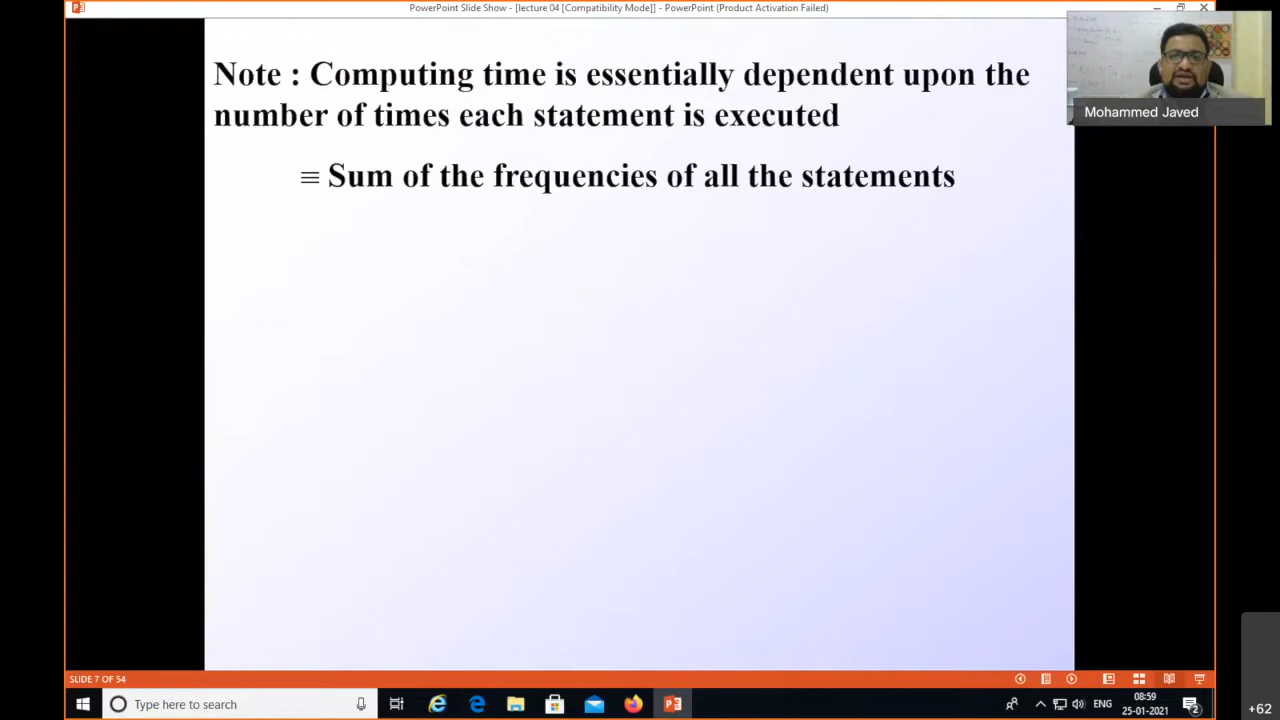 PowerPoint Slide Show - [lecture 04 [Compatibility Mode]] - PowerPoint (Product Activation Failed)
Note : Computing time is essentially dependent upon the
number of times each statement is executed
≡ Sum of the frequencies of all the statements
Mohammed Javed
SLIDE 7 OF 54
Type here to search
ENG
08:59
25-01-2021
2
+62